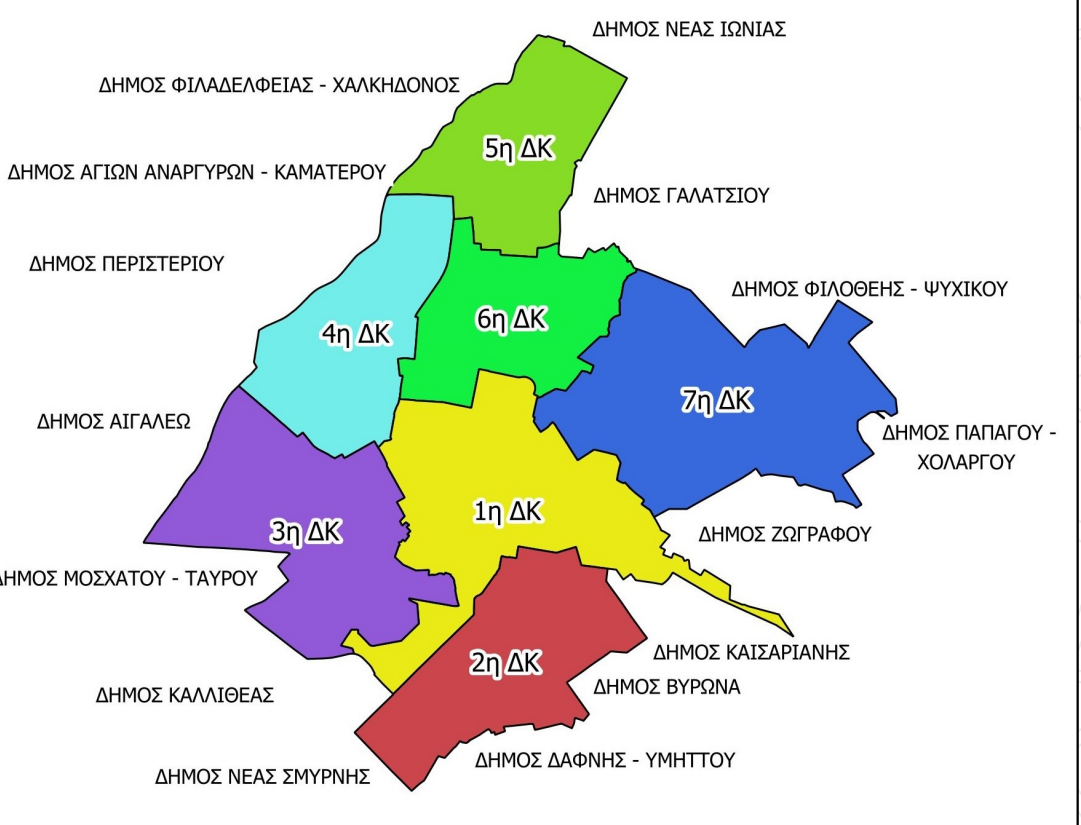 ΔΗΜΟΣ ΝΕΑΣ ΙΩΝΙΑΣ
ΔΗΜΟΣ ΦΙΛΑΔΕΛΦΕΙΑΣ - ΧΑΛΚΗΔΟΝΟΣ
5η ΔΚ
ΔΗΜΟΣ ΑΓΙΩΝ ΑΝΑΡΓΥΡΩΝ - ΚΑΜΑΤΕΡΟΥ
ΔΗΜΟΣ ΓΑΛΑΤΣΙΟΥ
ΔΗΜΟΣ ΠΕΡΙΣΤΕΡΙΟΥ
ΔΗΜΟΣ ΦΙΛΟΘΕΗΣ - ΨΥΧΙΚΟΥ
6η ΔΚ
4η ΔΚ
7η ΔΚ
ΔΗΜΟΣ ΑΙΓΑΛΕΩ
ΔΗΜΟΣ ΠΑΠΑΓΟΥ -
ΧΟΛΑΡΓΟΥ
1η ΔΚ
3η ΔΚ
ΔΗΜΟΣ ΖΩΓΡΑΦΟΥ
ΔΗΜΟΣ ΜΟΣΧΑΤΟΥ - ΤΑΥΡΟΥ
ΔΗΜΟΣ ΚΑΙΣΑΡΙΑΝΗΣ
2η ΔΚ
ΔΗΜΟΣ ΒΥΡΩΝΑ
ΔΗΜΟΣ ΚΑΛΛΙΘΕΑΣ
ΔΗΜΟΣ ΔΑΦΝΗΣ - ΥΜΗΤΤΟΥ
ΔΗΜΟΣ ΝΕΑΣ ΣΜΥΡΝΗΣ